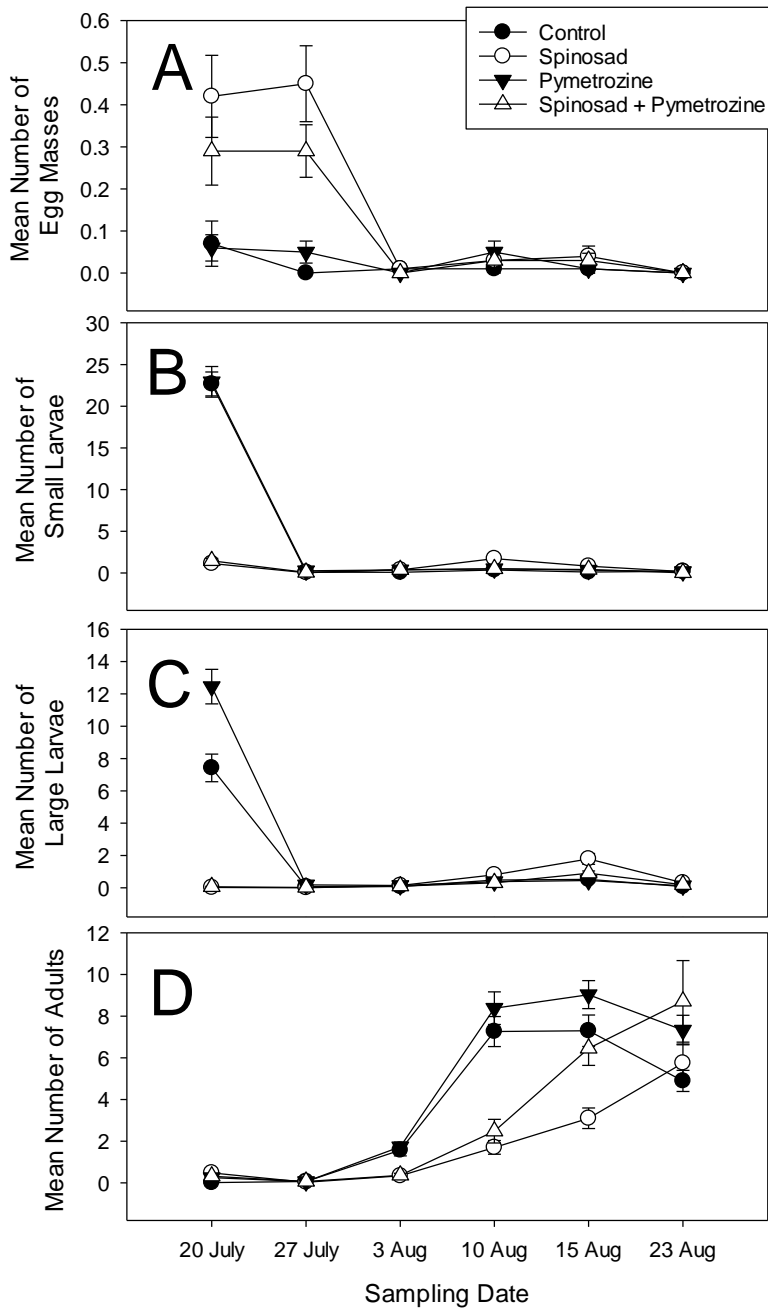 Control
Spinosad
Pymetrozine
Spinosad + Pymetrozine
A
Mean Number of
Egg Masses
0.6
0.5
0.4
0.3
0.2
0.1
0.0
B
Mean Number of
Small Larvae
30
25
20
15
10
5
0
C
Mean Number of
Large Larvae
16
14
12
10
8
6
4
2
0
D
Mean Number of Adults
12
10
8
6
4
2
0
20 July 27 July 3 Aug 10 Aug 15 Aug 23 Aug
Sampling Date